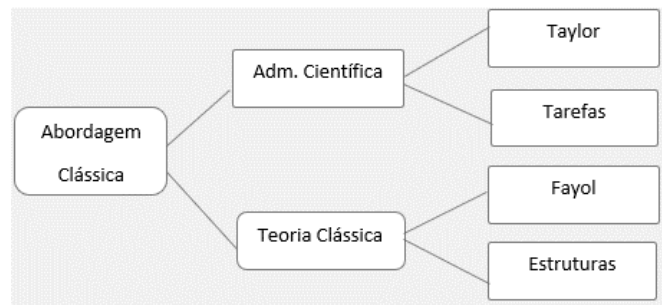 Abordagem
Clássica
Adm. Científica
Taylor
Tarefas
Teoria Clássica
Fayol
Estruturas